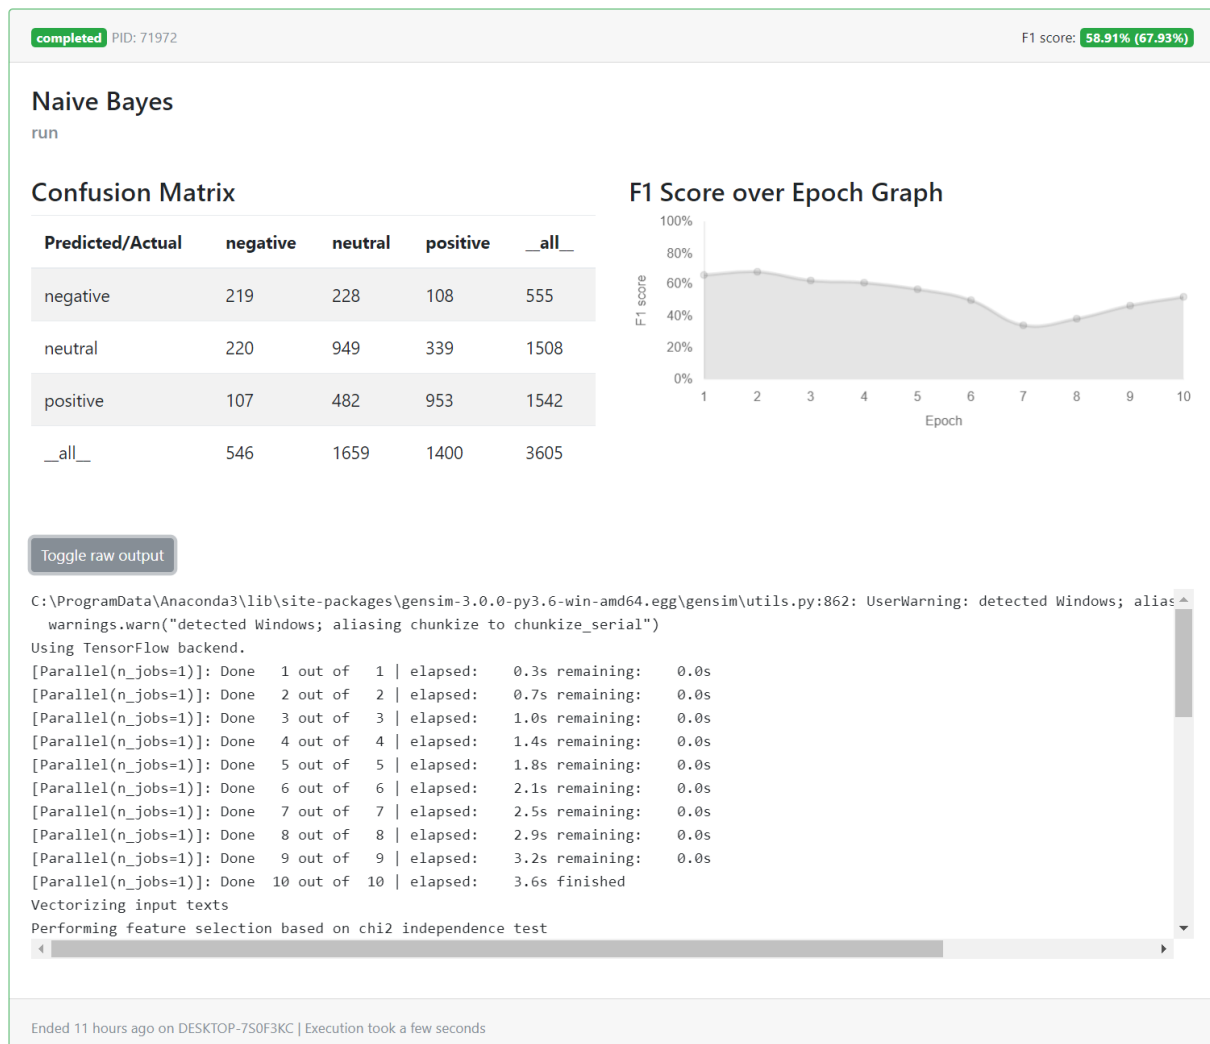 completed PID: 71972
F1 score: 58.91% (67.93%)
Naive Bayes
run
Confusion Matrix
Predicted/Actual negative neutral positive __all__
negative 219 228 108 555
neutral 220 949 339 1508
positive 107 482 953 1542
__all__ 546 1659 1400 3605
F1 Score over Epoch Graph
100%
80%
60%
40%
20%
0%
F1 score
1 2 3 4 5 6 7 8 9 10
Epoch
Toggle raw output
C:\ProgramData\Anaconda3\lib\site-packages\gensim-3.0.0-py3.6-win-amd64.egg\gensim\utils.py:862: UserWarning: detected Windows; alias
warnings.warn("detected Windows; aliasing chunkize to chunkize_serial")
Using TensorFlow backend.
[Parallel(n_jobs=1)]: Done 1 out of 1 | elapsed: 0.3s remaining: 0.0s
[Parallel(n_jobs=1)]: Done 2 out of 2 | elapsed: 0.7s remaining: 0.0s
[Parallel(n_jobs=1)]: Done 3 out of 3 | elapsed: 1.0s remaining: 0.0s
[Parallel(n_jobs=1)]: Done 4 out of 4 | elapsed: 1.4s remaining: 0.0s
[Parallel(n_jobs=1)]: Done 5 out of 5 | elapsed: 1.8s remaining: 0.0s
[Parallel(n_jobs=1)]: Done 6 out of 6 | elapsed: 2.1s remaining: 0.0s
[Parallel(n_jobs=1)]: Done 7 out of 7 | elapsed: 2.5s remaining: 0.0s
[Parallel(n_jobs=1)]: Done 8 out of 8 | elapsed: 2.9s remaining: 0.0s
[Parallel(n_jobs=1)]: Done 9 out of 9 | elapsed: 3.2s remaining: 0.0s
[Parallel(n_jobs=1)]: Done 10 out of 10 | elapsed: 3.6s finished
Vectorizing input texts
Performing feature selection based on chi2 independence test
Ended 11 hours ago on DESKTOP-7S0F3KC | Execution took a few seconds